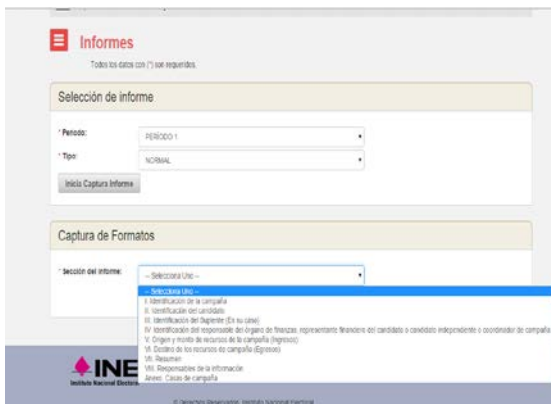 Informes
Todos los datos con (*) son requeridos.
Selección de informe
* Periodo:
PERÍODO 1
* Tipo:
NORMAL
Inicia Captura Informe
Captura de Formatos
* Sección del informe:
-- Selecciona Uno --
-- Selecciona Uno --
I. Identificación de la campaña
II. Identificación del candidato
III. Identificación del Suplente (En su caso)
IV. Identificación del responsable del órgano de finanzas, representante financiero del candidato o candidato independiente o coordinador de campaña
V. Origen y monto de recursos de la campaña (Ingresos)
VI. Destino de los recursos de campaña (Egresos)
VII. Resumen
VIII. Responsables de la información
Anexo. Casas de campaña
INE
Instituto Nacional Electoral
© Derechos Reservados, Instituto Nacional Electoral